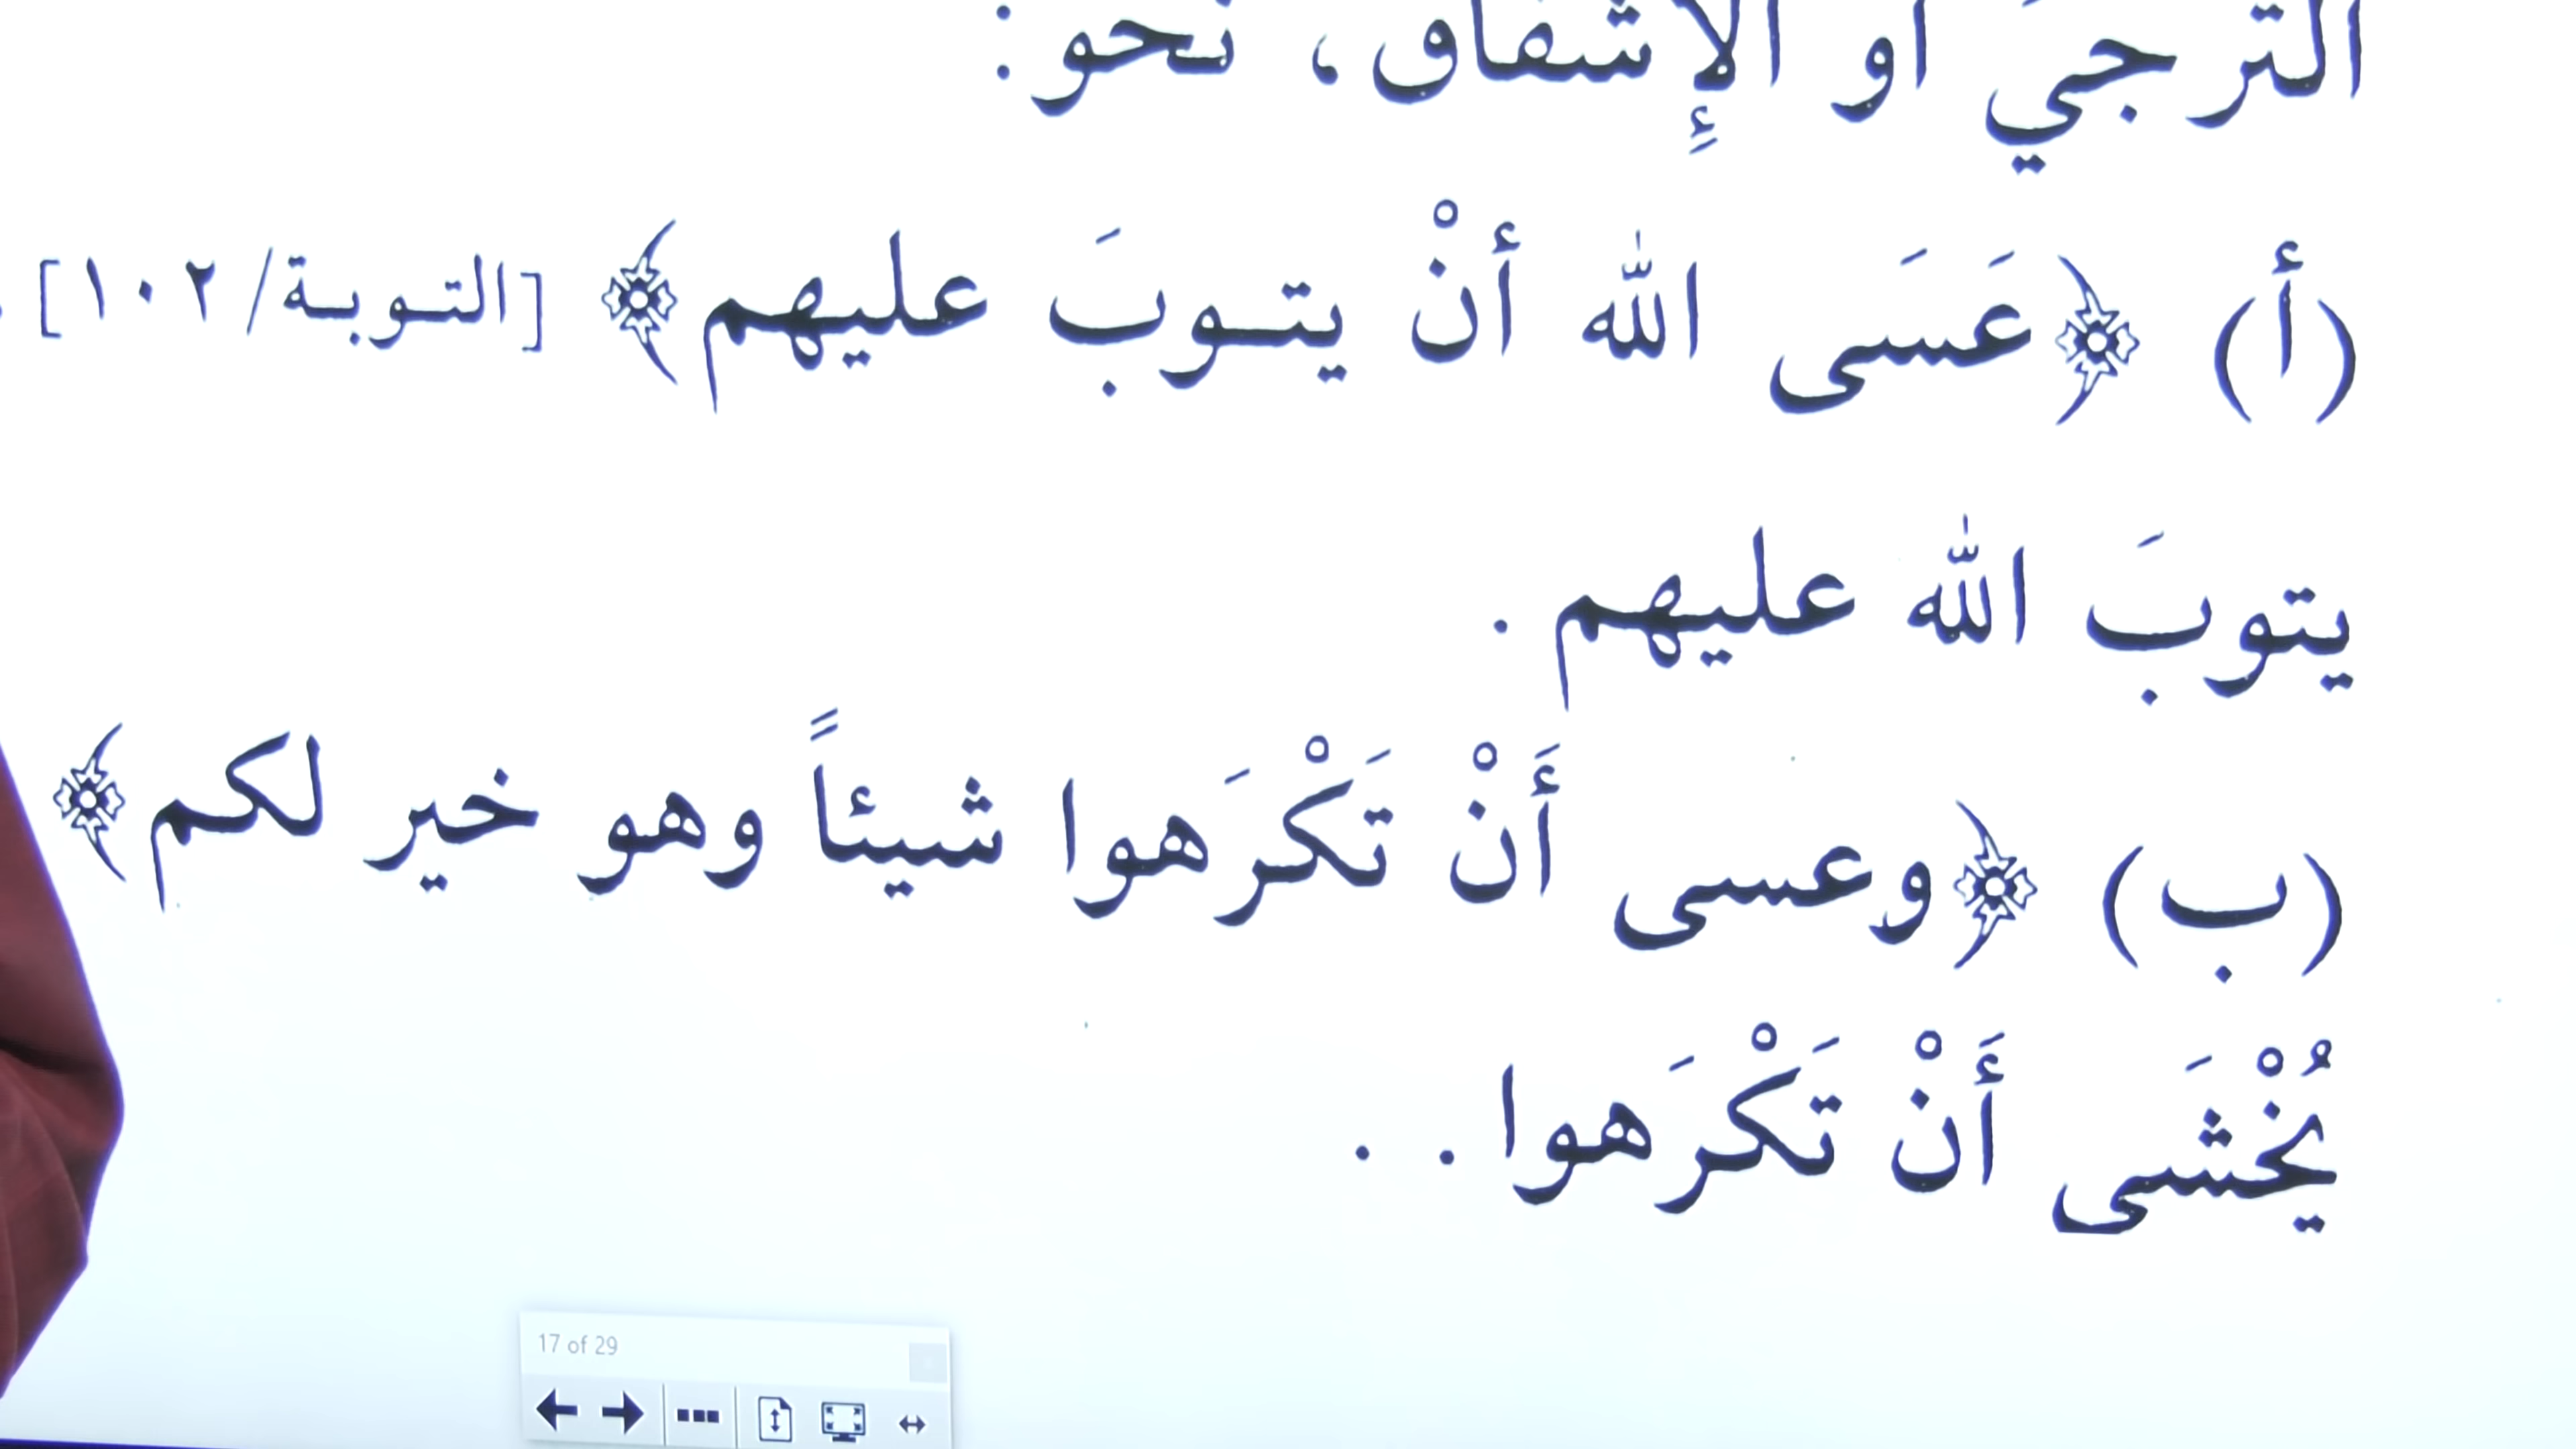 الترجي أو الإشفاق، نحو:
(أ) ﴿عَسَى الله أنْ يتوبَ عليهم﴾ [التوبة/١٠٢]
يتوبَ الله عليهم.
(ب) ﴿وعسى أَنْ تَكْرَهوا شيئاً وهو خير لكم﴾
يُخْشَى أَنْ تَكْرَهوا. .
17 of 29